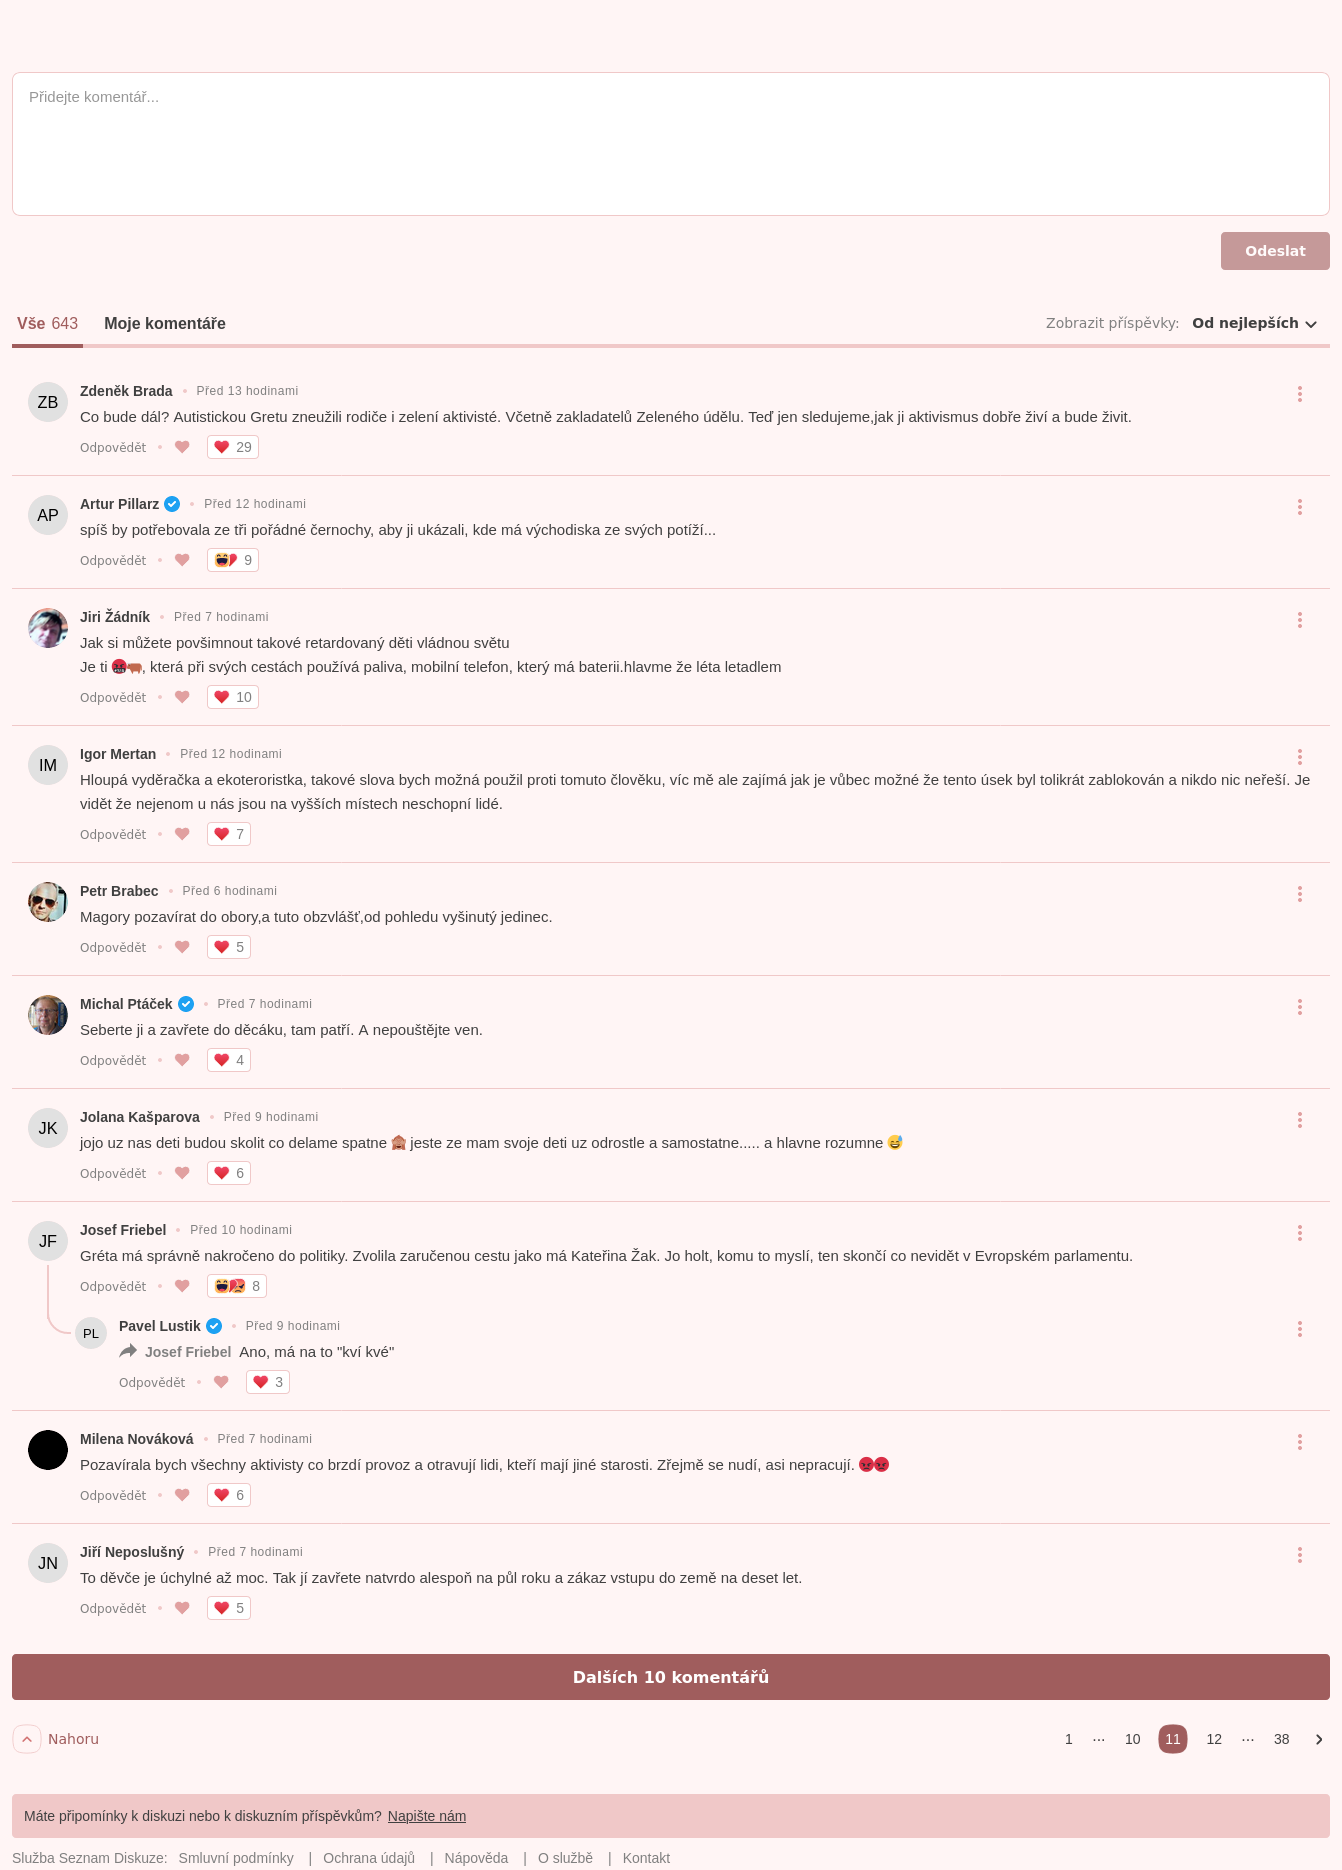 Přidejte komentář...
Odeslat
Vše 643 Moje komentáře Zobrazit příspěvky: Od nejlepších
ZB Zdeněk Brada • Před 13 hodinami
Co bude dál? Autistickou Gretu zneužili rodiče i zelení aktivisté. Včetně zakladatelů Zeleného údělu. Teď jen sledujeme,jak ji aktivismus dobře živí a bude živit.
Odpovědět • 29
AP Artur Pillarz • Před 12 hodinami
spíš by potřebovala ze tři pořádné černochy, aby ji ukázali, kde má východiska ze svých potíží...
Odpovědět • 9
Jiri Žádník • Před 7 hodinami
Jak si můžete povšimnout takové retardovaný děti vládnou světu
Je ti 🤬🐂, která při svých cestách používá paliva, mobilní telefon, který má baterii.hlavme že léta letadlem
Odpovědět • 10
IM Igor Mertan • Před 12 hodinami
Hloupá vyděračka a ekoteroristka, takové slova bych možná použil proti tomuto člověku, víc mě ale zajímá jak je vůbec možné že tento úsek byl tolikrát zablokován a nikdo nic neřeší. Je
vidět že nejenom u nás jsou na vyšších místech neschopní lidé.
Odpovědět • 7
Petr Brabec • Před 6 hodinami
Magory pozavírat do obory,a tuto obzvlášť,od pohledu vyšinutý jedinec.
Odpovědět • 5
Michal Ptáček • Před 7 hodinami
Seberte ji a zavřete do děcáku, tam patří. A nepouštějte ven.
Odpovědět • 4
JK Jolana Kašparova • Před 9 hodinami
jojo uz nas deti budou skolit co delame spatne 🙈 jeste ze mam svoje deti uz odrostle a samostatne..... a hlavne rozumne 😅
Odpovědět • 6
JF Josef Friebel • Před 10 hodinami
Gréta má správně nakročeno do politiky. Zvolila zaručenou cestu jako má Kateřina Žak. Jo holt, komu to myslí, ten skončí co nevidět v Evropském parlamentu.
Odpovědět • 8
PL Pavel Lustik • Před 9 hodinami
Josef Friebel Ano, má na to "kví kvé"
Odpovědět • 3
Milena Nováková • Před 7 hodinami
Pozavírala bych všechny aktivisty co brzdí provoz a otravují lidi, kteří mají jiné starosti. Zřejmě se nudí, asi nepracují. 😡😡
Odpovědět • 6
JN Jiří Neposlušný • Před 7 hodinami
To děvče je úchylné až moc. Tak jí zavřete natvrdo alespoň na půl roku a zákaz vstupu do země na deset let.
Odpovědět • 5
Dalších 10 komentářů
Nahoru 1 ... 10 11 12 ... 38
Máte připomínky k diskuzi nebo k diskuzním příspěvkům? Napište nám
Služba Seznam Diskuze: Smluvní podmínky | Ochrana údajů | Nápověda | O službě | Kontakt